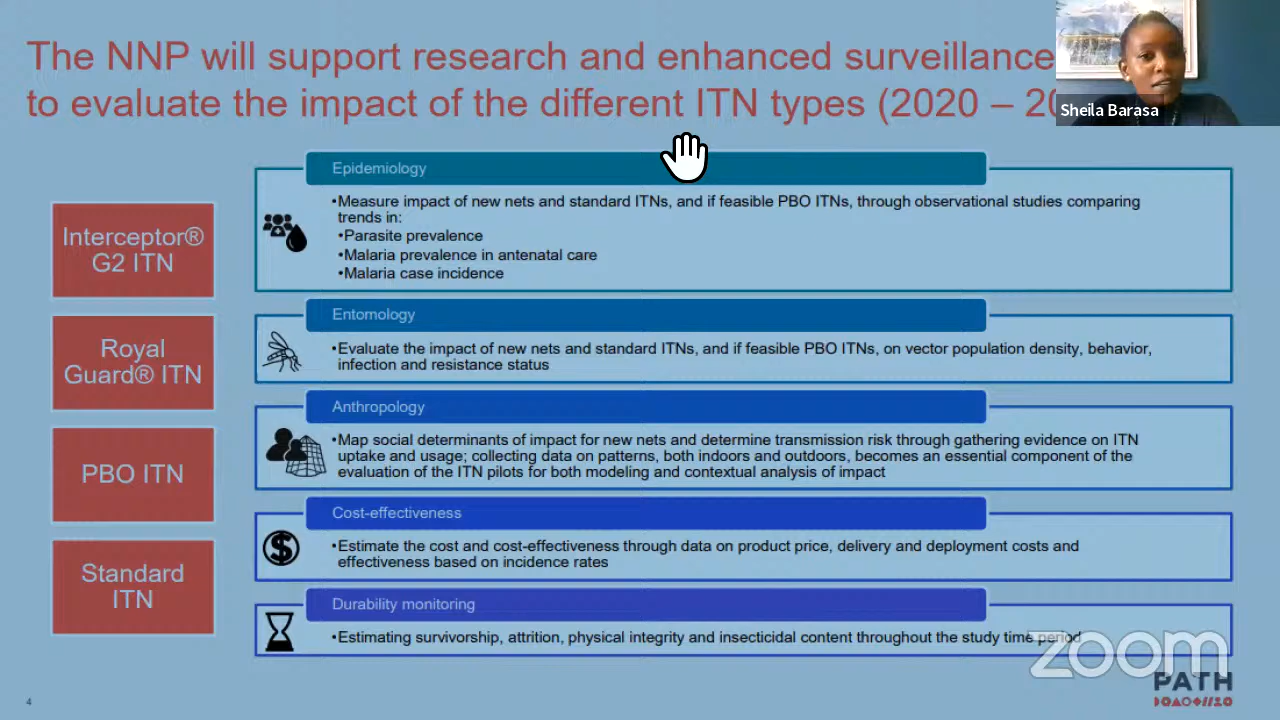 The NNP will support research and enhanced surveillance
to evaluate the impact of the different ITN types (2020 –
Sheila Barasa
Interceptor®
G2 ITN
Royal
Guard® ITN
PBO ITN
Standard
ITN
Epidemiology
•Measure impact of new nets and standard ITNs, and if feasible PBO ITNs, through observational studies comparing
trends in:
•Parasite prevalence
•Malaria prevalence in antenatal care
•Malaria case incidence
Entomology
•Evaluate the impact of new nets and standard ITNs, and if feasible PBO ITNs, on vector population density, behavior,
infection and resistance status
Anthropology
•Map social determinants of impact for new nets and determine transmission risk through gathering evidence on ITN
uptake and usage; collecting data on patterns, both indoors and outdoors, becomes an essential component of the
evaluation of the ITN pilots for both modeling and contextual analysis of impact
Cost-effectiveness
•Estimate the cost and cost-effectiveness through data on product price, delivery and deployment costs and
effectiveness based on incidence rates
Durability monitoring
•Estimating survivorship, attrition, physical integrity and insecticidal content throughout the study time period
zoom
PATH
4